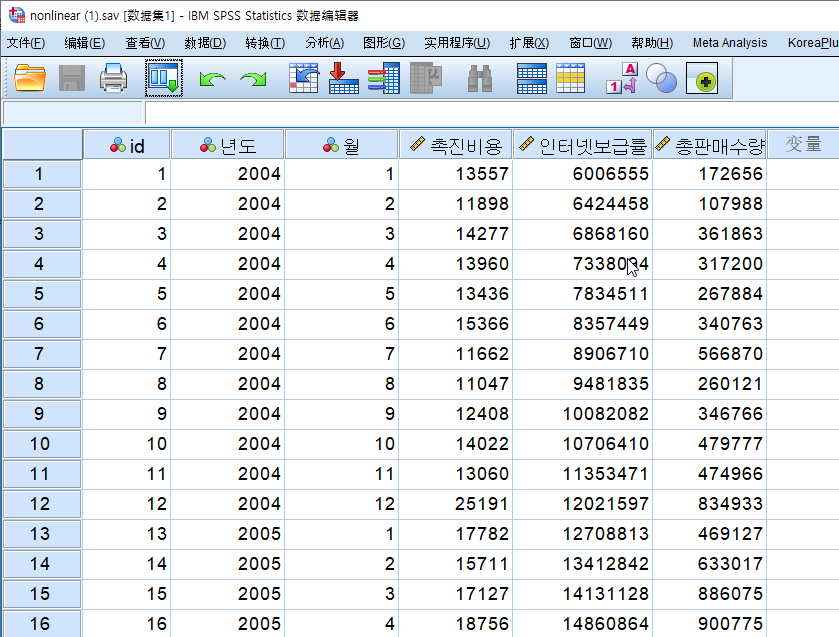 nonlinear (1).sav [数据集1] - IBM SPSS Statistics 数据编辑器
文件(F) 编辑(E) 查看(V) 数据(D) 转换(T) 分析(A) 图形(G) 实用程序(U) 扩展(X) 窗口(W) 帮助(H) Meta Analysis KoreaPlu
id 년도 월 촉진비용 인터넷보급률 총판매수량 变量
1 1 2004 1 13557 6006555 172656
2 2 2004 2 11898 6424458 107988
3 3 2004 3 14277 6868160 361863
4 4 2004 4 13960 317200
5 5 2004 5 13436 7834511 267884
6 6 2004 6 15366 8357449 340763
7 7 2004 7 11662 8906710 566870
8 8 2004 8 11047 9481835 260121
9 9 2004 9 12408 10082082 346766
10 10 2004 10 14022 10706410 479777
11 11 2004 11 13060 11353471 474966
12 12 2004 12 25191 12021597 834933
13 13 2005 1 17782 12708813 469127
14 14 2005 2 15711 13412842 633017
15 15 2005 3 17127 14131128 886075
16 16 2005 4 18756 14860864 900775